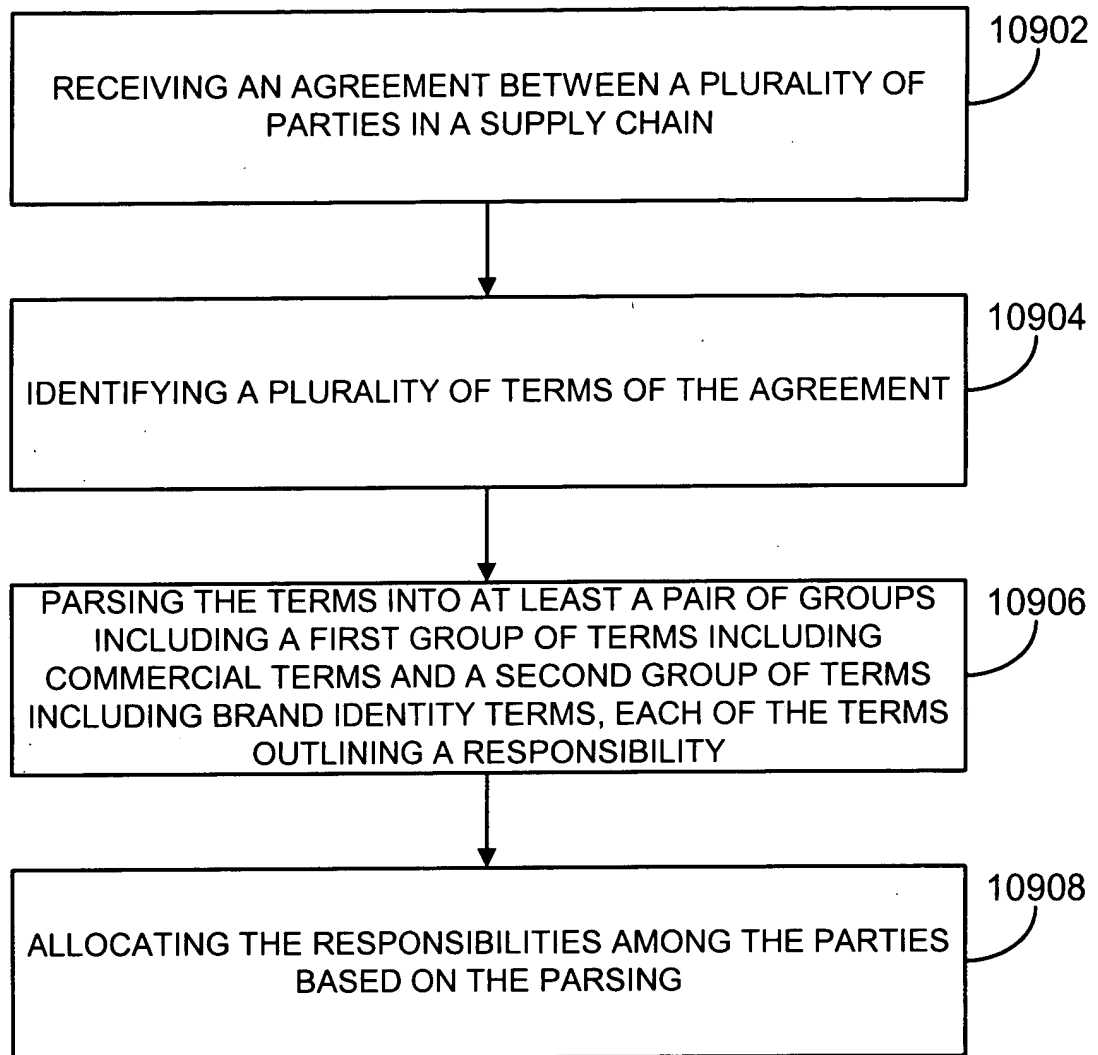 10902
RECEIVING AN AGREEMENT BETWEEN A PLURALITY OF
PARTIES IN A SUPPLY CHAIN
10904
IDENTIFYING A PLURALITY OF TERMS OF THE AGREEMENT
10906
PARSING THE TERMS INTO AT LEAST A PAIR OF GROUPS
INCLUDING A FIRST GROUP OF TERMS INCLUDING
COMMERCIAL TERMS AND A SECOND GROUP OF TERMS
INCLUDING BRAND IDENTITY TERMS, EACH OF THE TERMS
OUTLINING A RESPONSIBILITY
10908
ALLOCATING THE RESPONSIBILITIES AMONG THE PARTIES
BASED ON THE PARSING